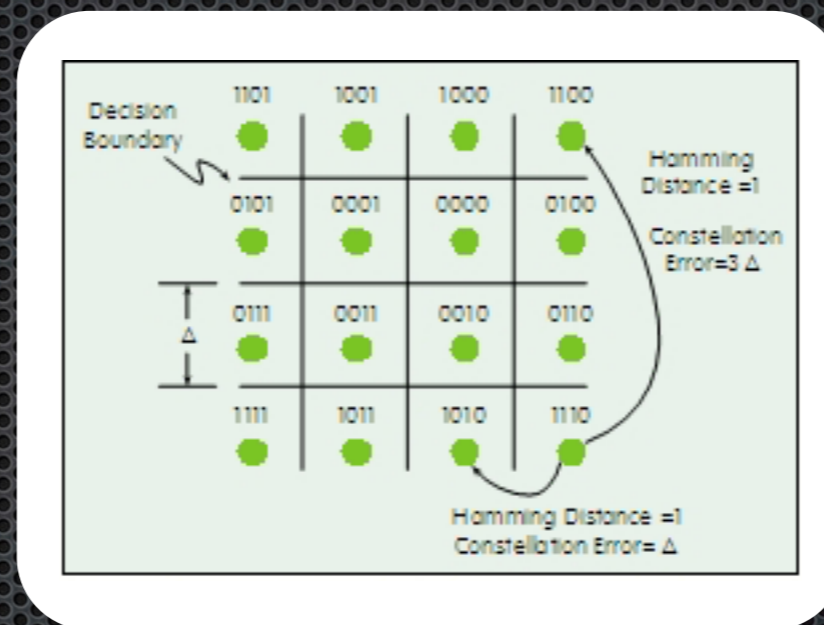 1101 1001 1000 1100
Decision
Boundary
Hamming
Distance =1
0101 0001 0000 0100
Constellation
Error=3 Δ
0111 0011 0010 0110
Δ
1111 1011 1010 1110
Hamming Distance =1
Constellation Error= Δ